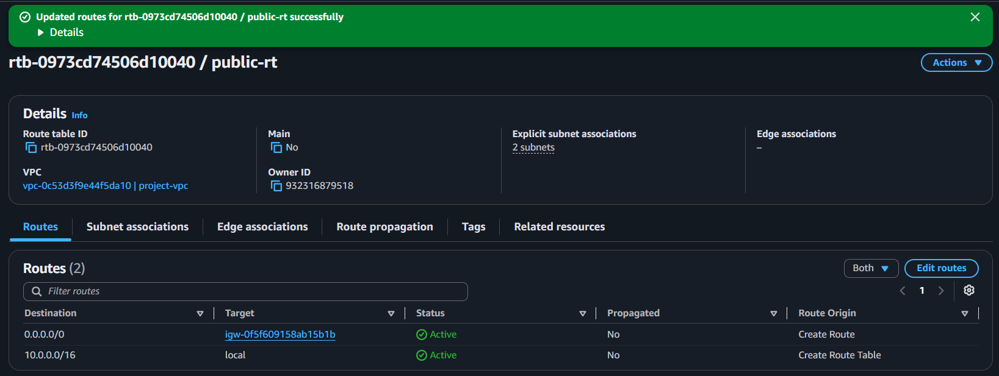 Updated routes for rtb-0973cd74506d10040 / public-rt successfully
Details
rtb-0973cd74506d10040 / public-rt
Actions
Details Info
Route table ID
rtb-0973cd74506d10040
VPC
vpc-0c53d3f9e44f5da10 | project-vpc
Main
No
Owner ID
932316879518
Explicit subnet associations
2 subnets
Edge associations
–
Routes Subnet associations Edge associations Route propagation Tags Related resources
Routes (2)
Both Edit routes
Filter routes
1
Destination Target Status Propagated Route Origin
0.0.0.0/0 igw-0f5f609158ab15b1b Active No Create Route
10.0.0.0/16 local Active No Create Route Table